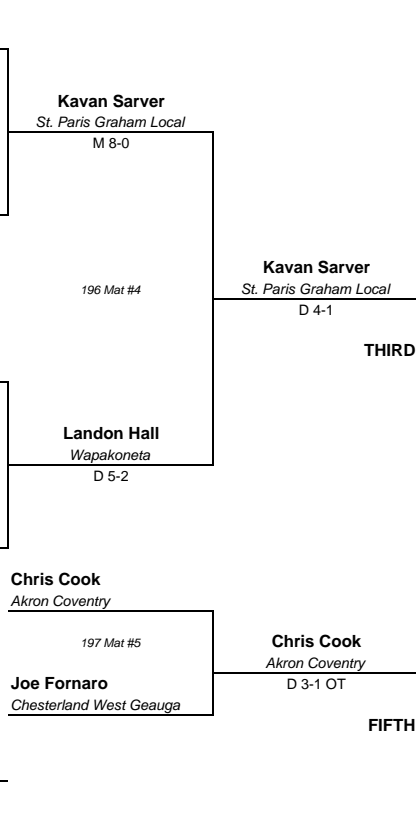 Kavan Sarver
St. Paris Graham Local
M 8-0
196 Mat #4
Kavan Sarver
St. Paris Graham Local
D 4-1
THIRD
Landon Hall
Wapakoneta
D 5-2
Chris Cook
Akron Coventry
197 Mat #5
Chris Cook
Akron Coventry
D 3-1 OT
Joe Fornaro
Chesterland West Geauga
FIFTH